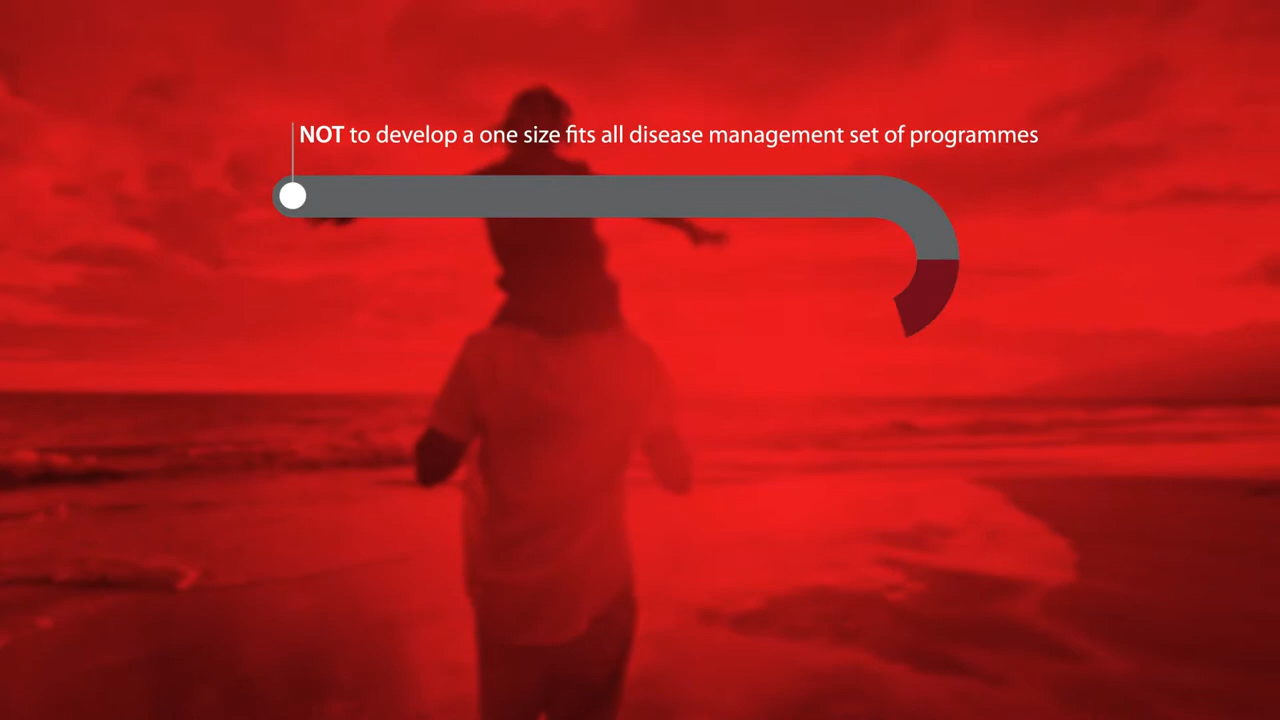 NOT to develop a one size fits all disease management set of programmes